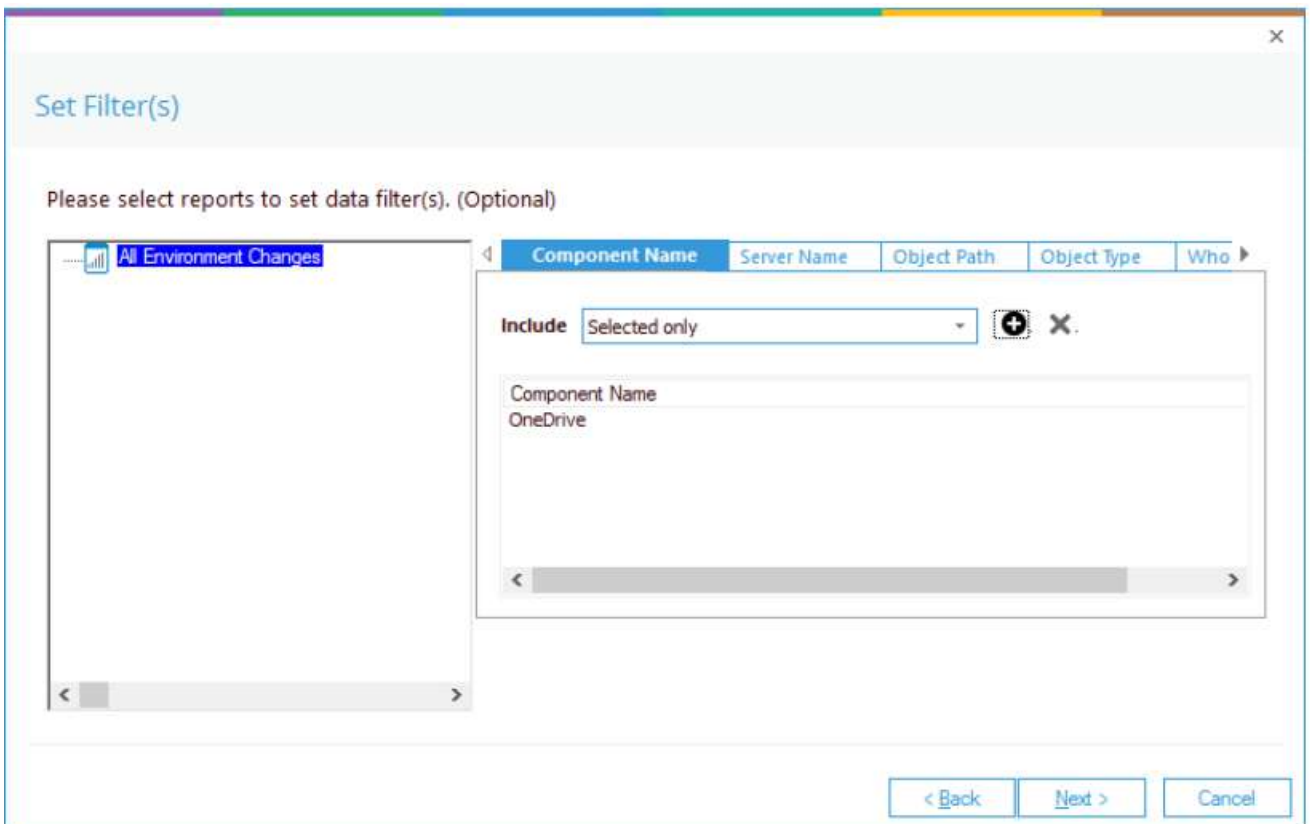 Set Filter(s)
Please select reports to set data filter(s). (Optional)
All Environment Changes
Component Name Server Name Object Path Object Type Who
Include Selected only
Component Name
OneDrive
< Back Next > Cancel